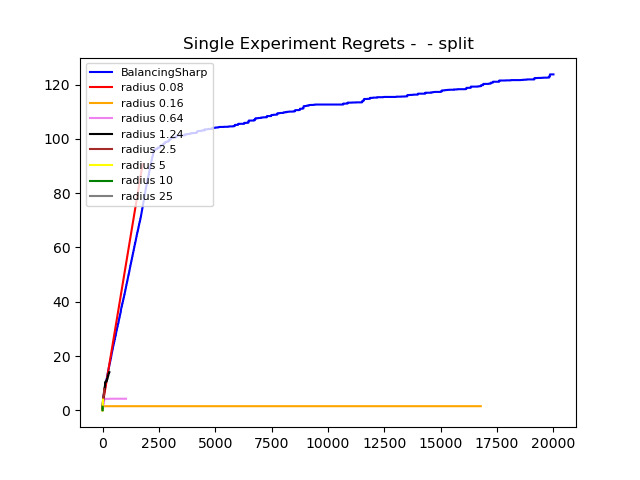 Single Experiment Regrets -  - split
BalancingSharp
radius 0.08
radius 0.16
radius 0.64
radius 1.24
radius 2.5
radius 5
radius 10
radius 25
120
100
80
60
40
20
0
0 2500 5000 7500 10000 12500 15000 17500 20000